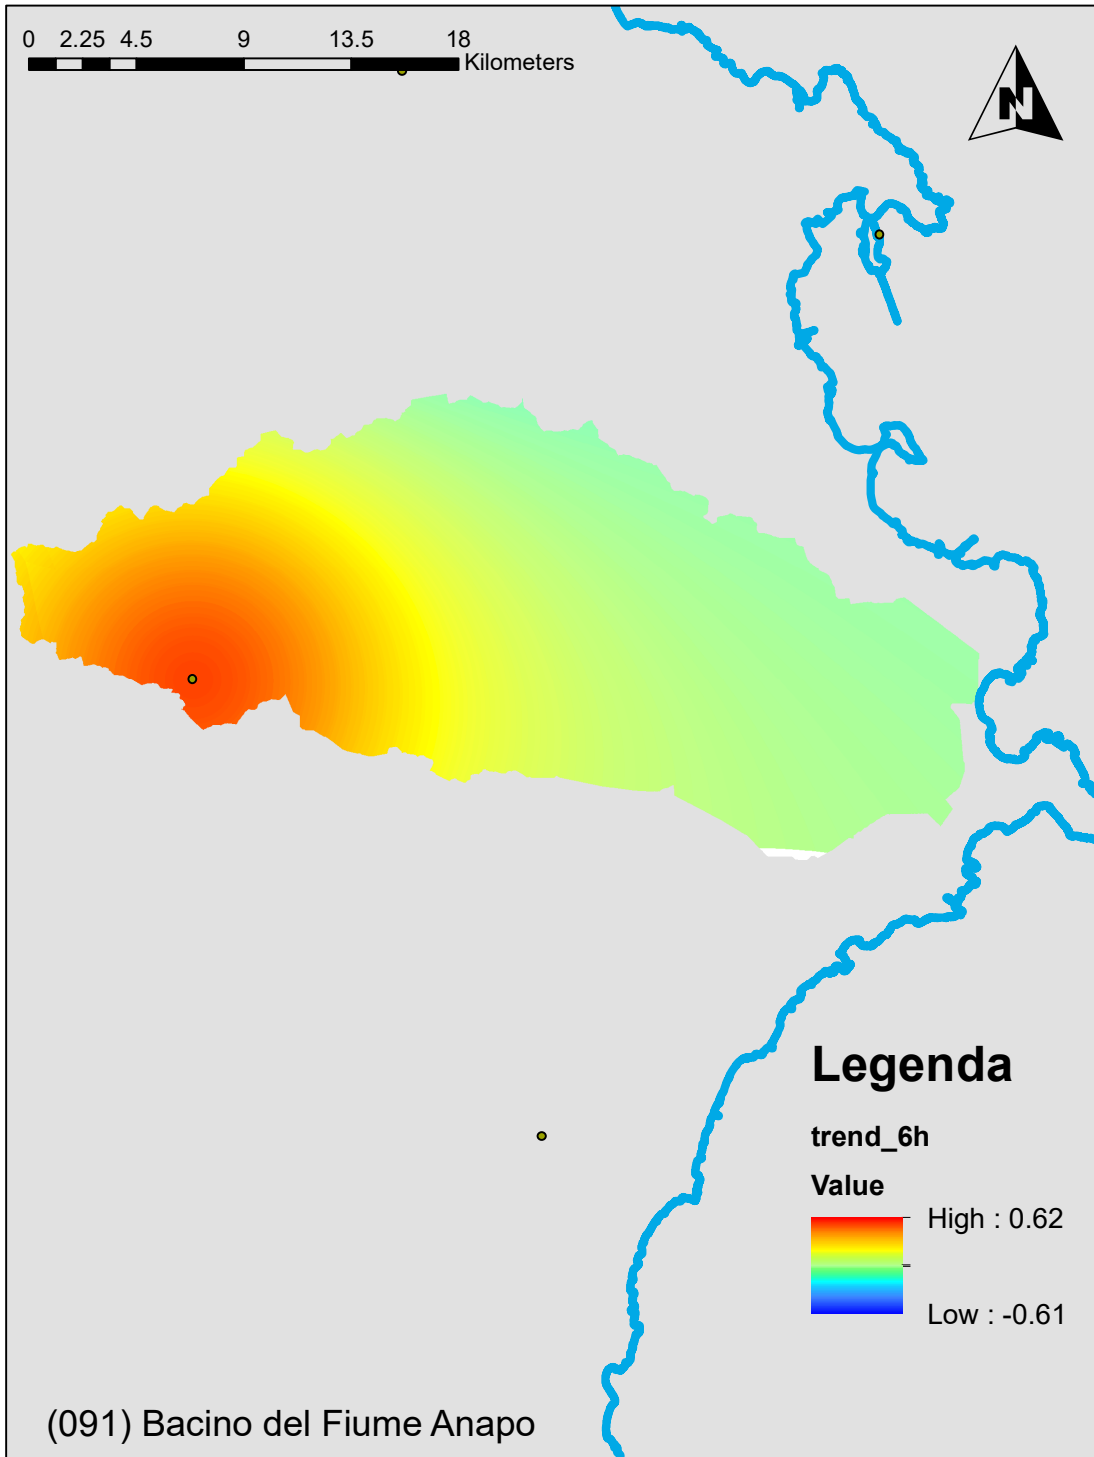 0 2.25 4.5 9 13.5 18
Kilometers
N
Legenda
trend_6h
Value
High : 0.62
Low : -0.61
(091) Bacino del Fiume Anapo